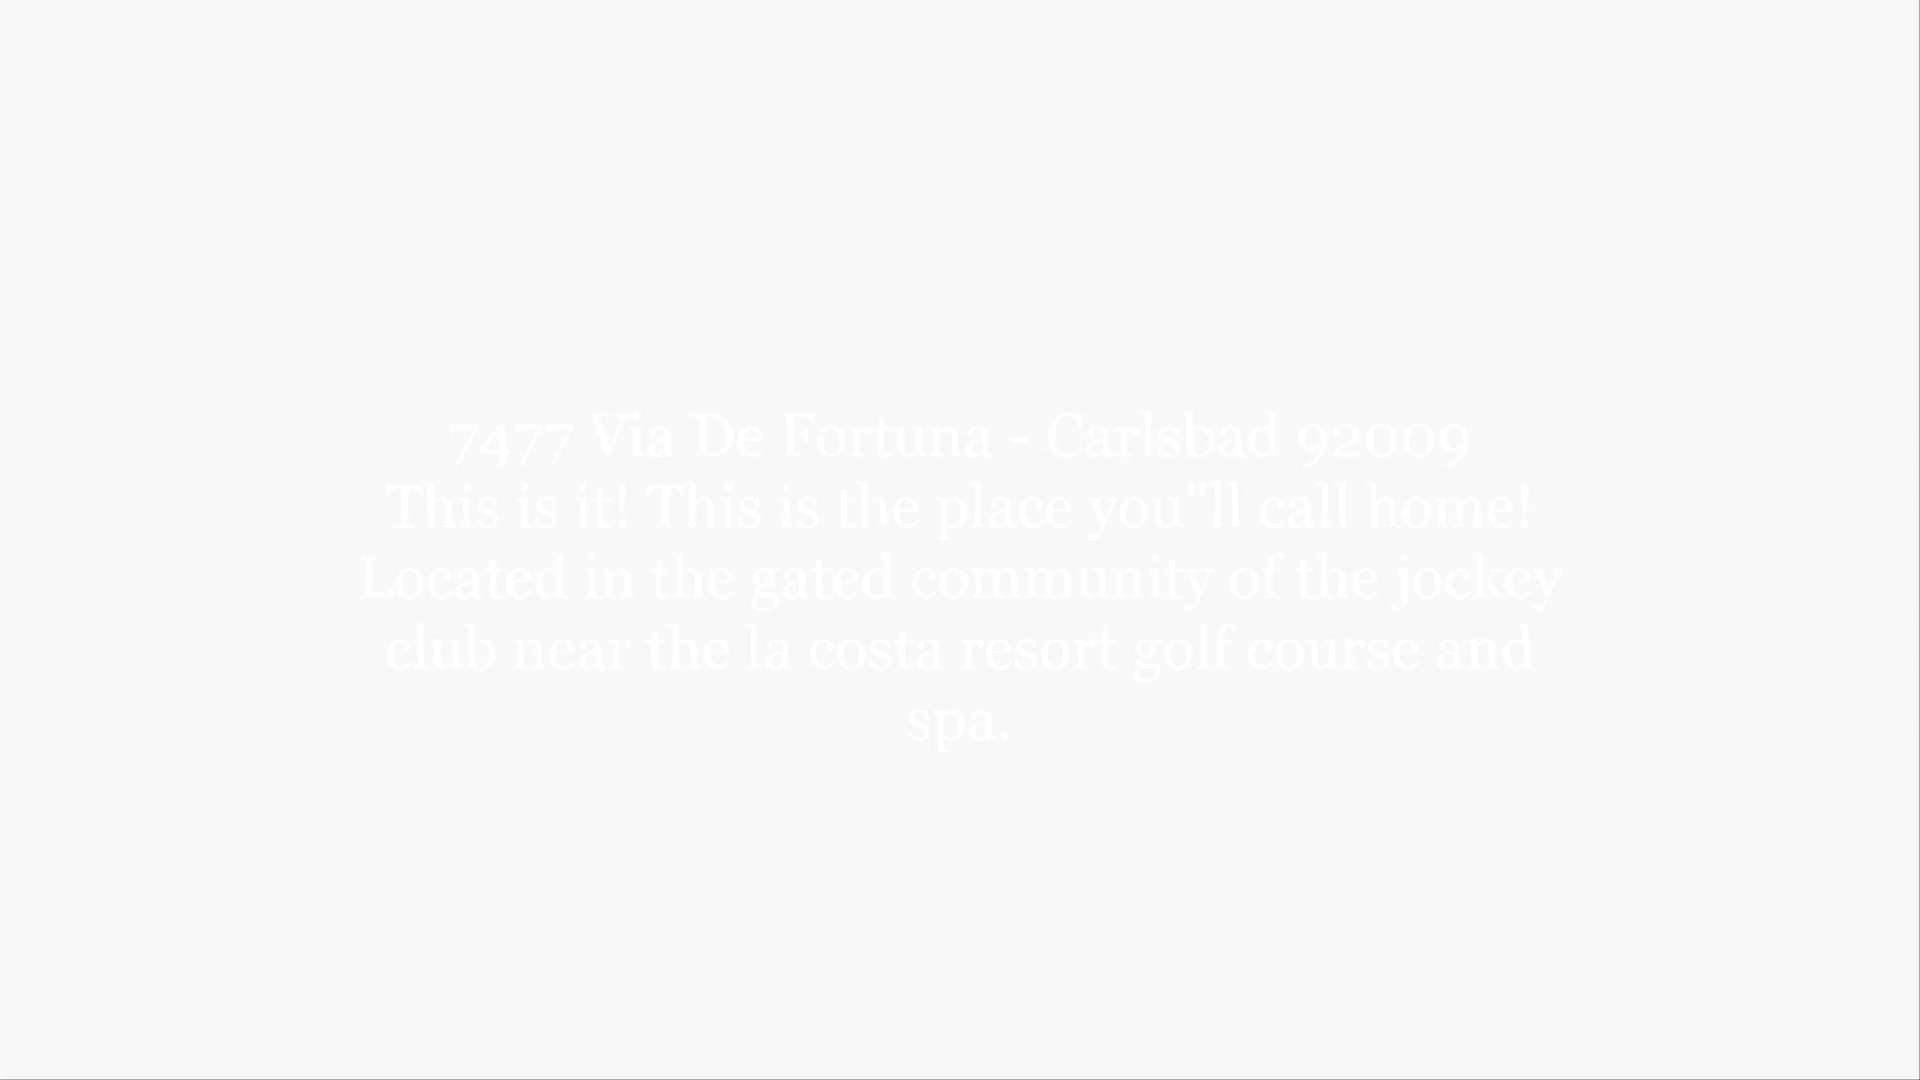 7477 Via De Fortuna - Carlsbad 92009
This is it! This is the place you"ll call home!
Located in the gated community of the jockey
club near the la costa resort golf course and
spa.